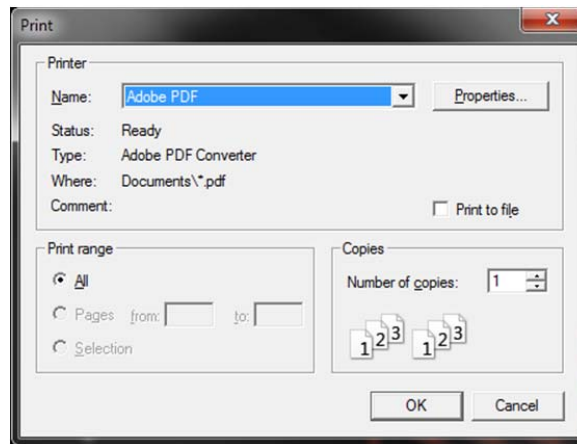 Print
Printer
Name: Adobe PDF Properties...
Status: Ready
Type: Adobe PDF Converter
Where: Documents\*.pdf
Comment:
Print to file
Print range
All
Pages from: to:
Selection
Copies
Number of copies: 1
1 2 3 1 2 3
OK Cancel